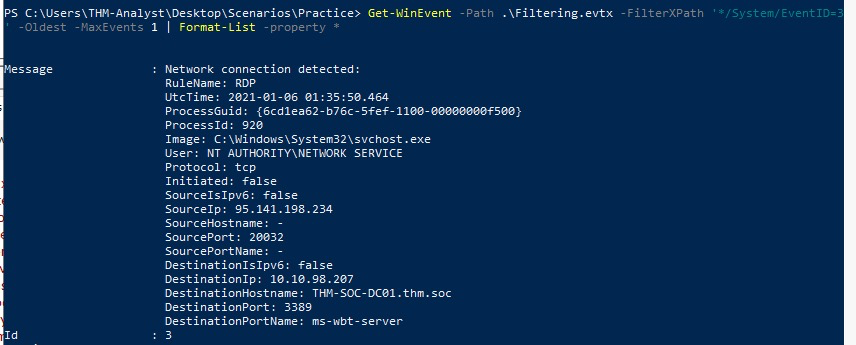 PS C:\Users\THM-Analyst\Desktop\Scenarios\Practice> Get-WinEvent -Path .\Filtering.evtx -FilterXPath '*/System/EventID=3
' -Oldest -MaxEvents 1 | Format-List -property *
Message : Network connection detected:
RuleName: RDP
UtcTime: 2021-01-06 01:35:50.464
ProcessGuid: {6cd1ea62-b76c-5fef-1100-00000000f500}
ProcessId: 920
Image: C:\Windows\System32\svchost.exe
User: NT AUTHORITY\NETWORK SERVICE
Protocol: tcp
Initiated: false
SourceIsIpv6: false
SourceIp: 95.141.198.234
SourceHostname: -
SourcePort: 20032
SourcePortName: -
DestinationIsIpv6: false
DestinationIp: 10.10.98.207
DestinationHostname: THM-SOC-DC01.thm.soc
DestinationPort: 3389
DestinationPortName: ms-wbt-server
Id : 3